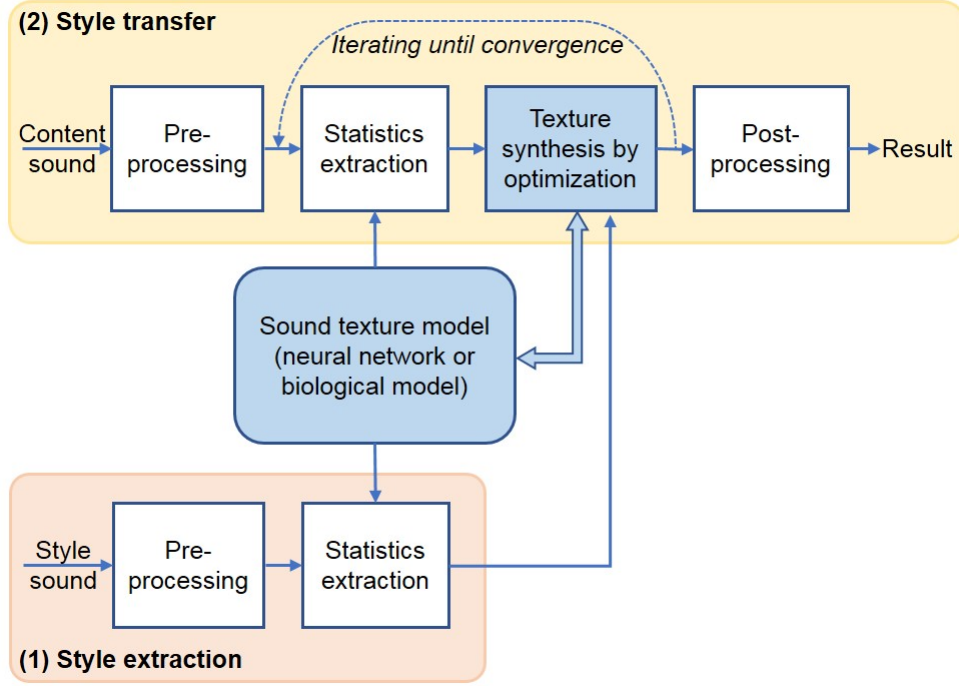 (2) Style transfer
Iterating until convergence
Content
sound
Pre-
processing
Statistics
extraction
Texture
synthesis by
optimization
Post-
processing
Result
Sound texture model
(neural network or
biological model)
Style
sound
Pre-
processing
Statistics
extraction
(1) Style extraction